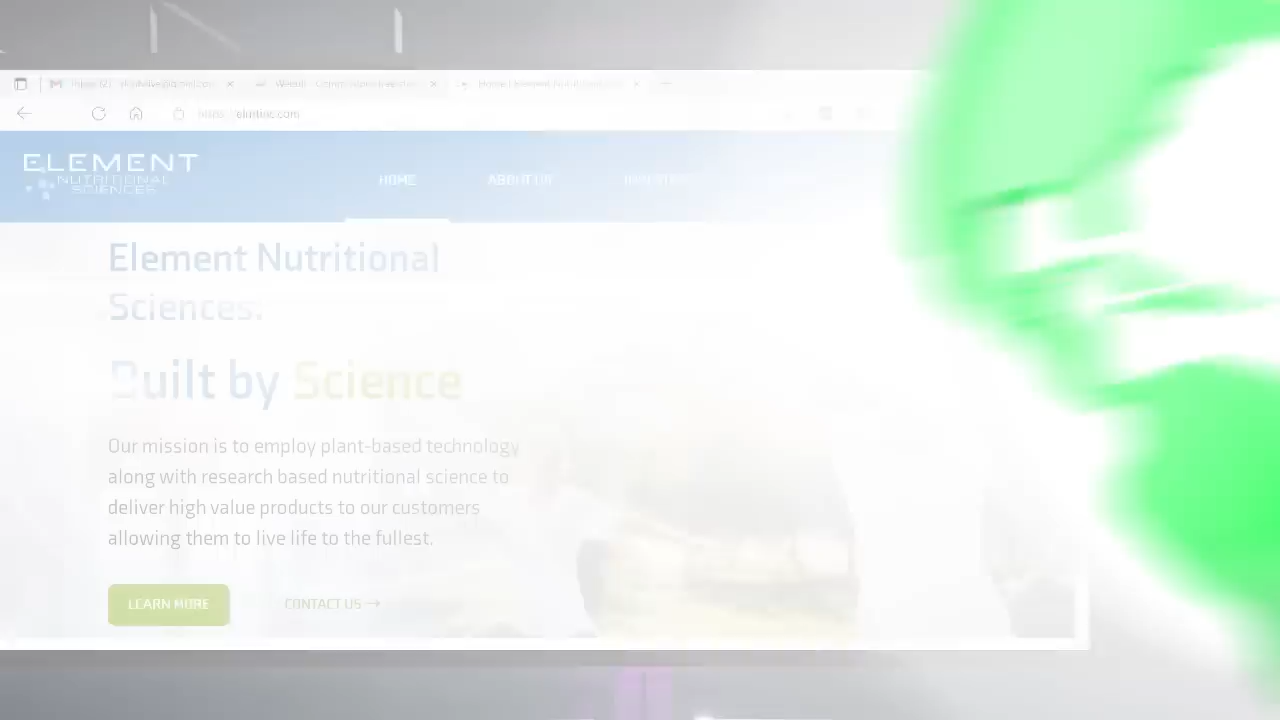 elmtinc.com
ELEMENT
NUTRITIONAL
SCIENCES
HOME
ABOUT US
Element Nutritional
Sciences:
Built by Science
Our mission is to employ plant-based technology
along with research based nutritional science to
deliver high value products to our customers
allowing them to live life to the fullest.
LEARN MORE
CONTACT US →